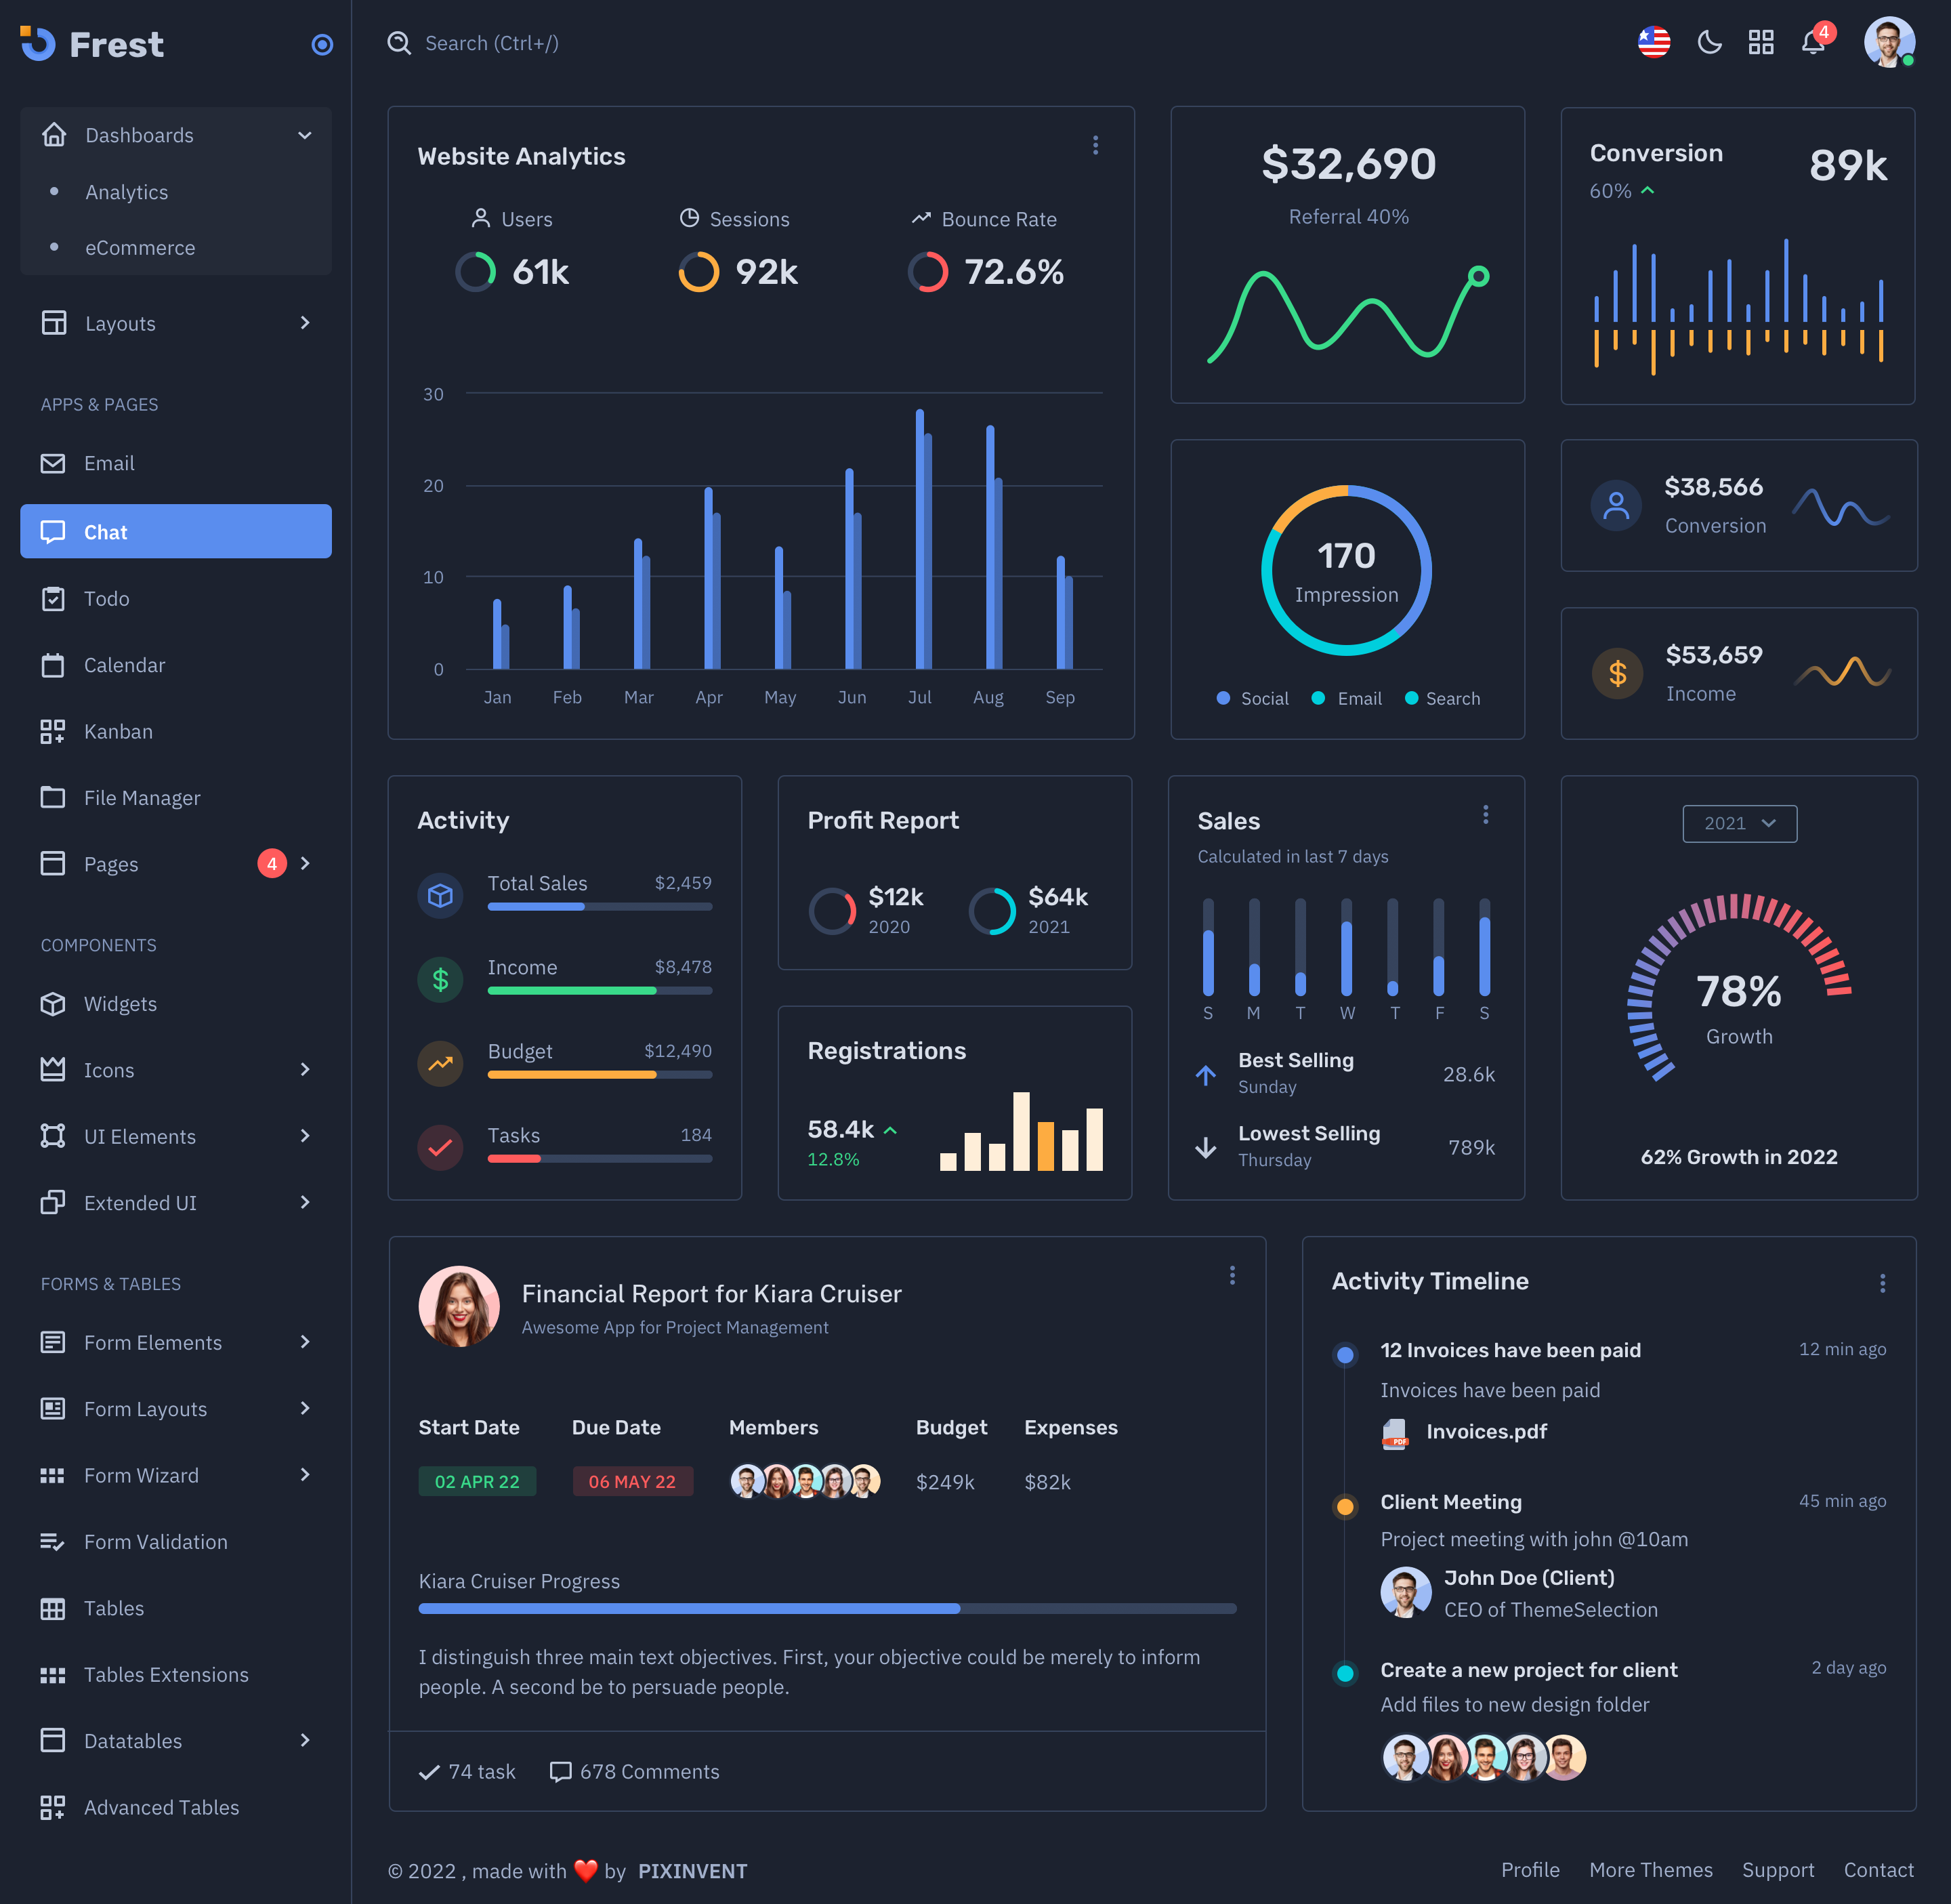 Frest
Search (Ctrl+/)
4
Dashboards
Analytics
eCommerce
Layouts
APPS & PAGES
Email
Chat
Todo
Calendar
Kanban
File Manager
Pages 4
COMPONENTS
Widgets
Icons
UI Elements
Extended UI
FORMS & TABLES
Form Elements
Form Layouts
Form Wizard
Form Validation
Tables
Tables Extensions
Datatables
Advanced Tables
Website Analytics
Users Sessions Bounce Rate
61k 92k 72.6%
30
20
10
0
Jan Feb Mar Apr May Jun Jul Aug Sep
$32,690
Referral 40%
Conversion
60%
89k
170
Impression
Social Email Search
$38,566
Conversion
$53,659
Income
Activity
Total Sales $2,459
Income $8,478
Budget $12,490
Tasks 184
Profit Report
$12k
2020
$64k
2021
Registrations
58.4k
12.8%
Sales
Calculated in last 7 days
S M T W T F S
Best Selling
Sunday
28.6k
Lowest Selling
Thursday
789k
2021
78%
Growth
62% Growth in 2022
Financial Report for Kiara Cruiser
Awesome App for Project Management
Start Date Due Date Members Budget Expenses
02 APR 22 06 MAY 22 $249k $82k
Kiara Cruiser Progress
I distinguish three main text objectives. First, your objective could be merely to inform
people. A second be to persuade people.
74 task 678 Comments
Activity Timeline
12 Invoices have been paid 12 min ago
Invoices have been paid
PDF Invoices.pdf
Client Meeting 45 min ago
Project meeting with john @10am
John Doe (Client)
CEO of ThemeSelection
Create a new project for client 2 day ago
Add files to new design folder
© 2022 , made with ❤️ by PIXINVENT
Profile More Themes Support Contact